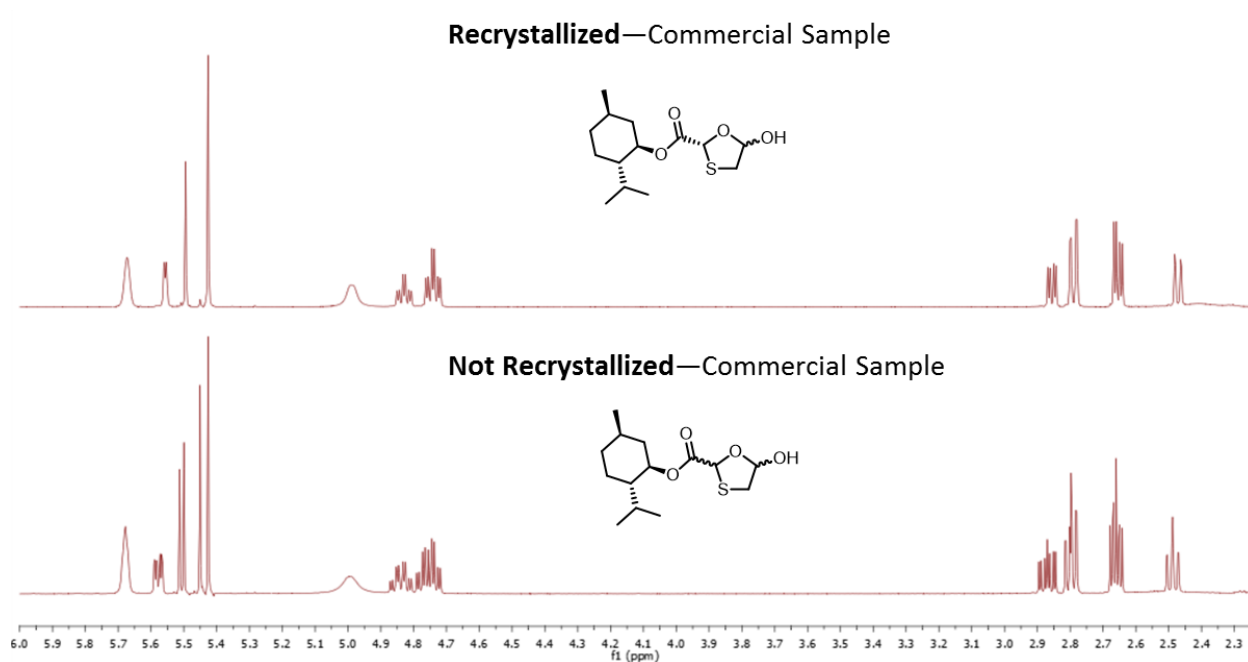 Recrystallized—Commercial Sample
O
O
OH
O
S
Not Recrystallized—Commercial Sample
O
O
OH
O
S
6.0 5.9 5.8 5.7 5.6 5.5 5.4 5.3 5.2 5.1 5.0 4.9 4.8 4.7 4.6 4.5 4.4 4.3 4.2 4.1 4.0 3.9 3.8 3.7 3.6 3.5 3.4 3.3 3.2 3.1 3.0 2.9 2.8 2.7 2.6 2.5 2.4 2.3
f1 (ppm)